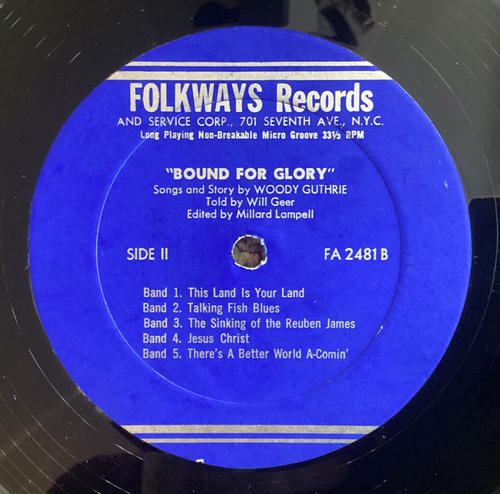 FOLKWAYS Records
AND SERVICE CORP., 701 SEVENTH AVE., N.Y.C.
Long Playing Non-Breakable Micro Groove 33⅓ RPM
"BOUND FOR GLORY"
Songs and Story by WOODY GUTHRIE
Told by Will Geer
Edited by Millard Lampell
SIDE II FA 2481 B
Band 1. This Land Is Your Land
Band 2. Talking Fish Blues
Band 3. The Sinking of the Reuben James
Band 4. Jesus Christ
Band 5. There's A Better World A-Comin'